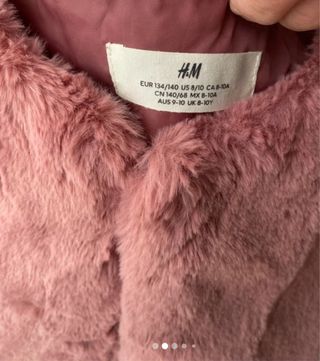 H&M
EUR 134/140 US 8/10 CA 8-10A
CN 140/68 MX 8-10A
AUS 9-10 UK 8-10Y